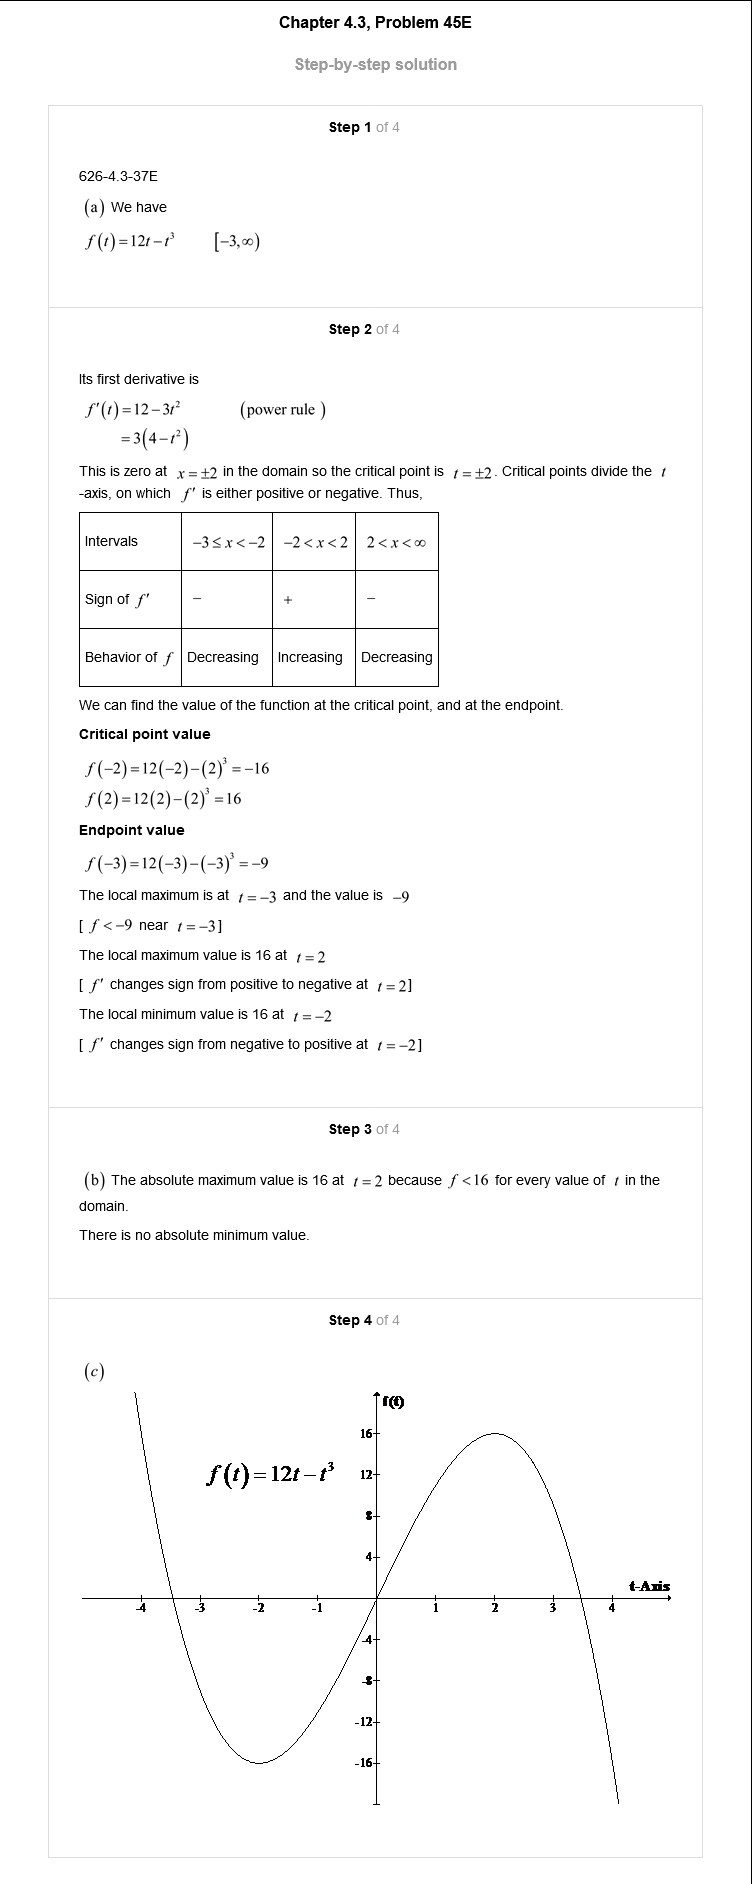 Chapter 4.3, Problem 45E
Step-by-step solution
Step 1 of 4
626-4.3-37E
(a) We have
f(t)=12t−t³ [−3,∞)
Step 2 of 4
Its first derivative is
f′(t)=12−3t² (power rule )
=3(4−t²)
This is zero at x=±2 in the domain so the critical point is t=±2. Critical points divide the t
-axis, on which f′ is either positive or negative. Thus,
Intervals −3≤x<−2 −2<x<2 2<x<∞
Sign of f′ − + −
Behavior of f Decreasing Increasing Decreasing
We can find the value of the function at the critical point, and at the endpoint.
Critical point value
f(−2)=12(−2)−(2)³=−16
f(2)=12(2)−(2)³=16
Endpoint value
f(−3)=12(−3)−(−3)³=−9
The local maximum is at t=−3 and the value is −9
[ f<−9 near t=−3]
The local maximum value is 16 at t=2
[ f′ changes sign from positive to negative at t=2]
The local minimum value is 16 at t=−2
[ f′ changes sign from negative to positive at t=−2]
Step 3 of 4
(b) The absolute maximum value is 16 at t=2 because f<16 for every value of t in the
domain.
There is no absolute minimum value.
Step 4 of 4
(c)
f(t)
16
f(t)=12t−t³
12
8
4
t-Axis
-4 -3 -2 -1 1 2 3 4
-4
-8
-12
-16